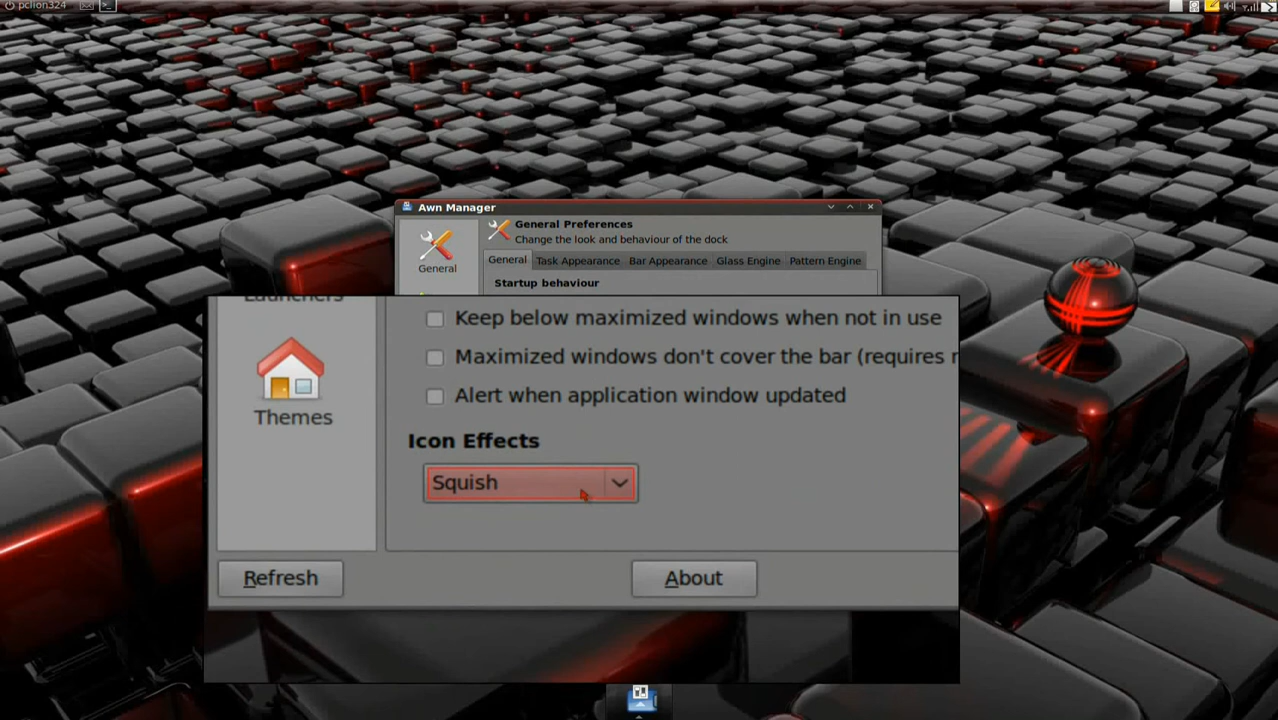 pclion324
Awn Manager
General Preferences
Change the look and behaviour of the dock
General
General Task Appearance Bar Appearance Glass Engine Pattern Engine
Startup behaviour
Launchers
Keep below maximized windows when not in use
Maximized windows don't cover the bar (requires
Alert when application window updated
Themes
Icon Effects
Squish
Refresh
About